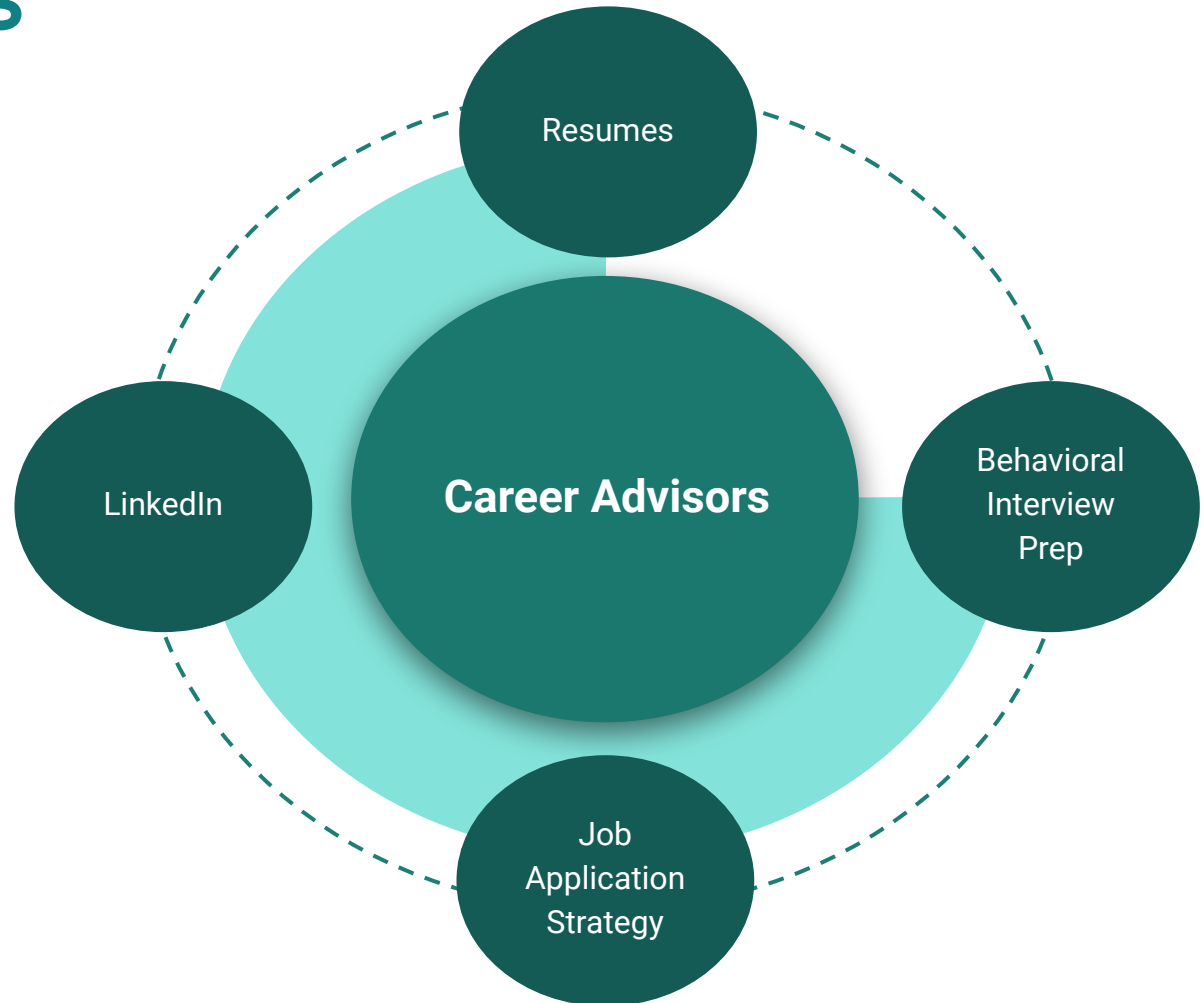 Resumes
LinkedIn
Career Advisors
Behavioral
Interview
Prep
Job
Application
Strategy